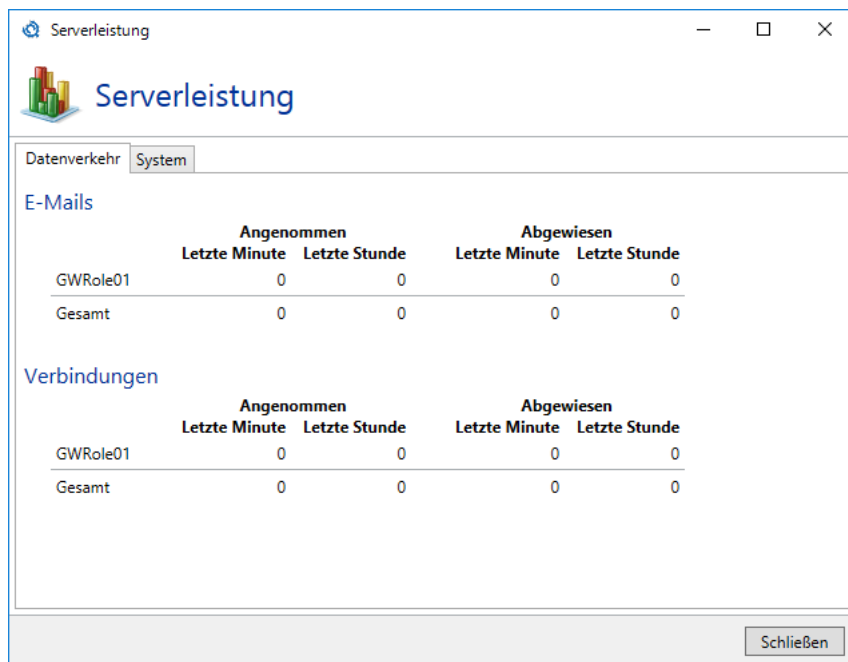 Serverleistung
Serverleistung
Datenverkehr System
E-Mails
Angenommen Abgewiesen
Letzte Minute Letzte Stunde Letzte Minute Letzte Stunde
GWRole01 0 0 0 0
Gesamt 0 0 0 0
Verbindungen
Angenommen Abgewiesen
Letzte Minute Letzte Stunde Letzte Minute Letzte Stunde
GWRole01 0 0 0 0
Gesamt 0 0 0 0
Schließen